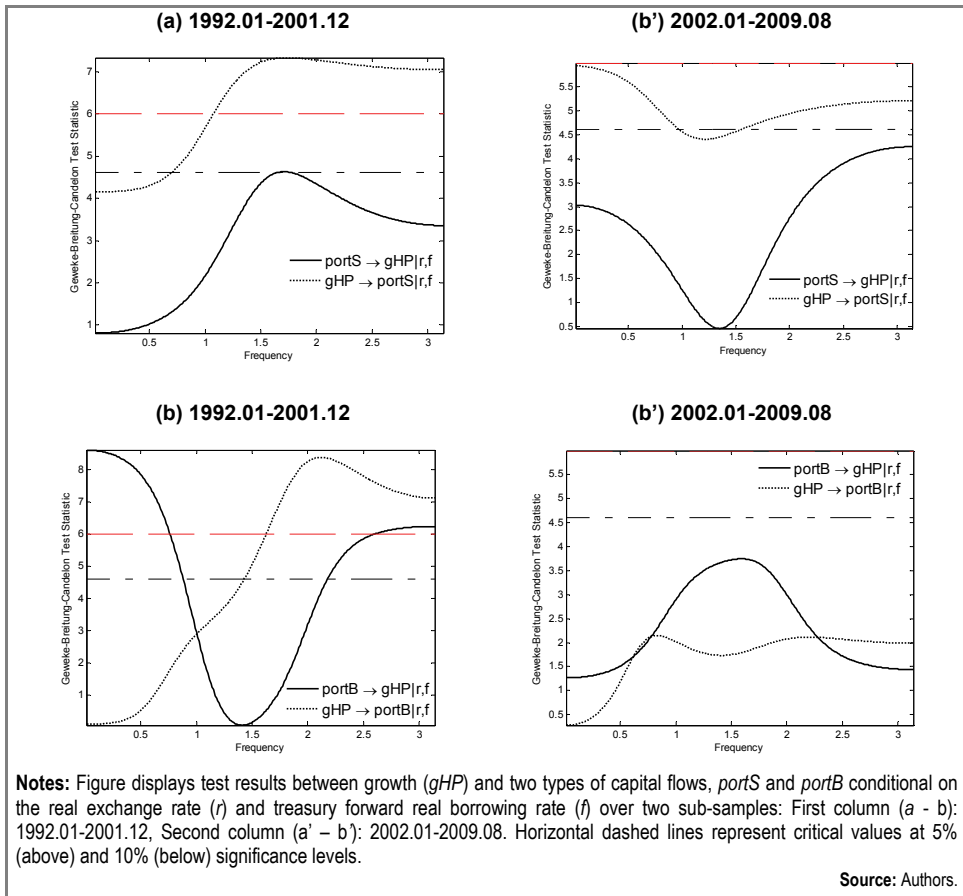 (a) 1992.01-2001.12
Geweke-Breitung-Candelon Test Statistic
7
6
5
4
3
2
1
portS → gHP|r,f
gHP → portS|r,f
0.5 1 1.5 2 2.5 3
Frequency
(b') 2002.01-2009.08
Geweke-Breitung-Candelon Test Statistic
5.5
5
4.5
4
3.5
3
2.5
2
1.5
1
0.5
portS → gHP|r,f
gHP → portS|r,f
0.5 1 1.5 2 2.5 3
Frequency
(b) 1992.01-2001.12
Geweke-Breitung-Candelon Test Statistic
8
7
6
5
4
3
2
1
portB → gHP|r,f
gHP → portB|r,f
0.5 1 1.5 2 2.5 3
Frequency
(b') 2002.01-2009.08
Geweke-Breitung-Candelon Test Statistic
5.5
5
4.5
4
3.5
3
2.5
2
1.5
1
0.5
portB → gHP|r,f
gHP → portB|r,f
0.5 1 1.5 2 2.5 3
Frequency
Notes: Figure displays test results between growth (gHP) and two types of capital flows, portS and portB conditional on
the real exchange rate (r) and treasury forward real borrowing rate (f) over two sub-samples: First column (a - b):
1992.01-2001.12, Second column (a' – b'): 2002.01-2009.08. Horizontal dashed lines represent critical values at 5%
(above) and 10% (below) significance levels.
Source: Authors.